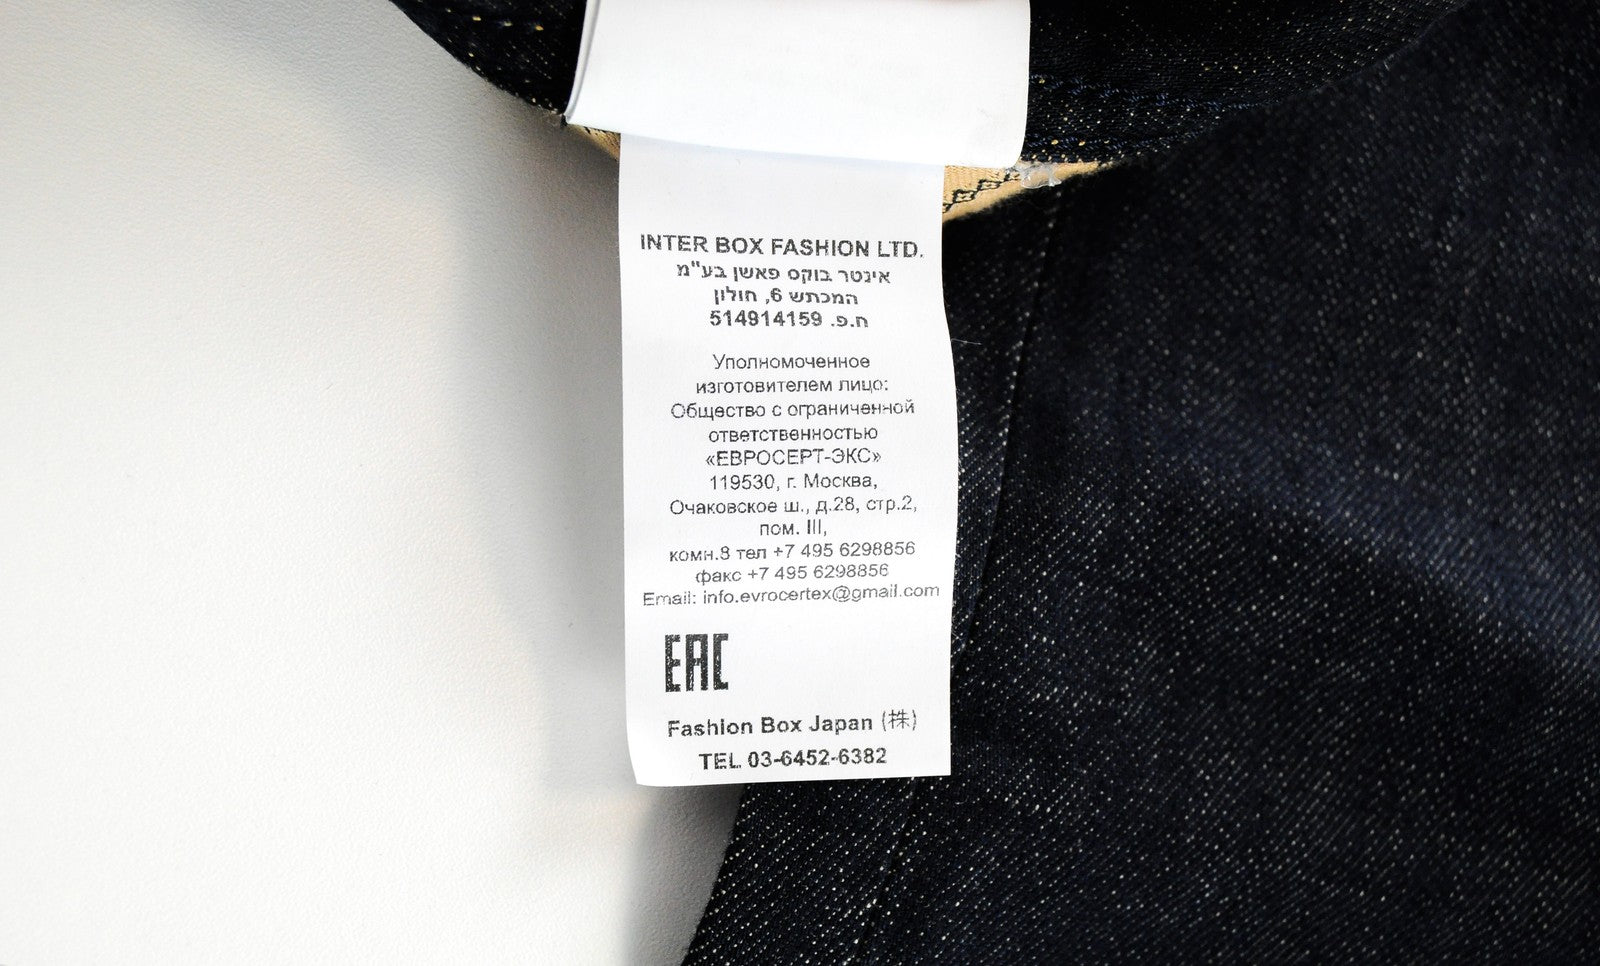 INTER BOX FASHION LTD.
אינטר בוקס פאשן בע"מ
המכתש 6, חולון
ח.פ. 514914159
Уполномоченное
изготовителем лицо:
Общество с ограниченной
ответственностью
«ЕВРОСЕРТ-ЭКС»
119530, г. Москва,
Очаковское ш., д.28, стр.2,
пом. III,
комн.8 тел +7 495 6298856
факс +7 495 6298856
Email: info.evrocertex@gmail.com
EAC
Fashion Box Japan (株)
TEL 03-6452-6382